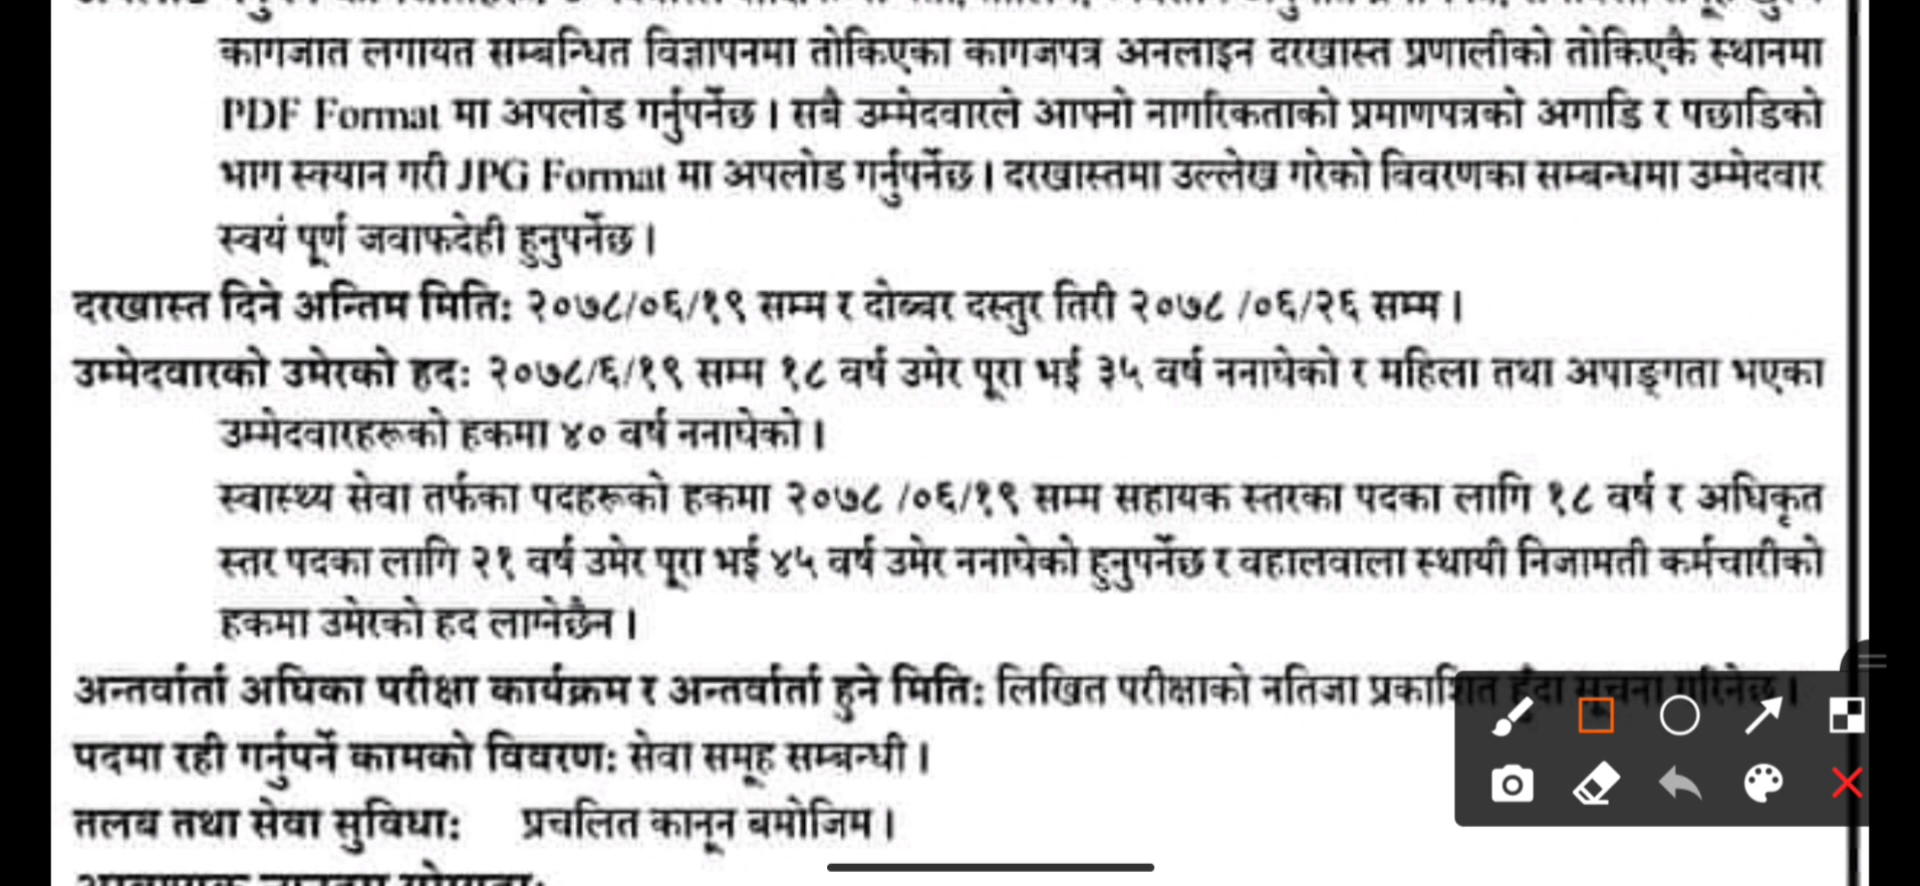 कागजात लगायत सम्बन्धित विज्ञापनमा तोकिएका कागजपत्र अनलाइन दरखास्त प्रणालीको तोकिएकै स्थानमा
PDF Format मा अपलोड गर्नुपर्नेछ । सबै उम्मेदवारले आफ्नो नागरिकताको प्रमाणपत्रको अगाडि र पछाडिको
भाग स्क्यान गरी JPG Format मा अपलोड गर्नुपर्नेछ । दरखास्तमा उल्लेख गरेको विवरणका सम्बन्धमा उम्मेदवार
स्वयं पूर्ण जवाफदेही हुनुपर्नेछ ।
दरखास्त दिने अन्तिम मिति: २०७८/०६/१९ सम्म र दोब्बर दस्तुर तिरी २०७८ /०६/२६ सम्म ।
उम्मेदवारको उमेरको हद: २०७८/६/१९ सम्म १८ वर्ष उमेर पूरा भई ३५ वर्ष ननाघेको र महिला तथा अपाङ्गता भएका
उम्मेदवारहरूको हकमा ४० वर्ष ननाघेको ।
स्वास्थ्य सेवा तर्फका पदहरूको हकमा २०७८ /०६/१९ सम्म सहायक स्तरका पदका लागि १८ वर्ष र अधिकृत
स्तर पदका लागि २१ वर्ष उमेर पूरा भई ४५ वर्ष उमेर ननाघेको हुनुपर्नेछ र वहालवाला स्थायी निजामती कर्मचारीको
हकमा उमेरको हद लाग्नेछैन ।
अन्तर्वार्ता अघिका परीक्षा कार्यक्रम र अन्तर्वार्ता हुने मिति: लिखित परीक्षाको नतिजा प्रकाशित हुँदा सूचना गरिनेछ ।
पदमा रही गर्नुपर्ने कामको विवरण: सेवा समूह सम्बन्धी ।
तलब तथा सेवा सुविधा: प्रचलित कानून बमोजिम ।